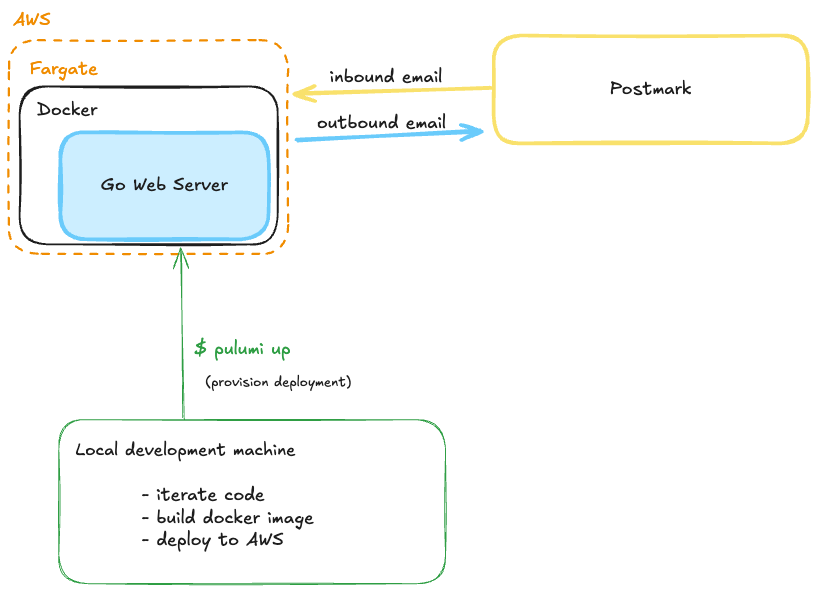 AWS
Fargate
Docker
Go Web Server
inbound email
outbound email
Postmark
$ pulumi up
(provision deployment)
Local development machine
- iterate code
- build docker image
- deploy to AWS